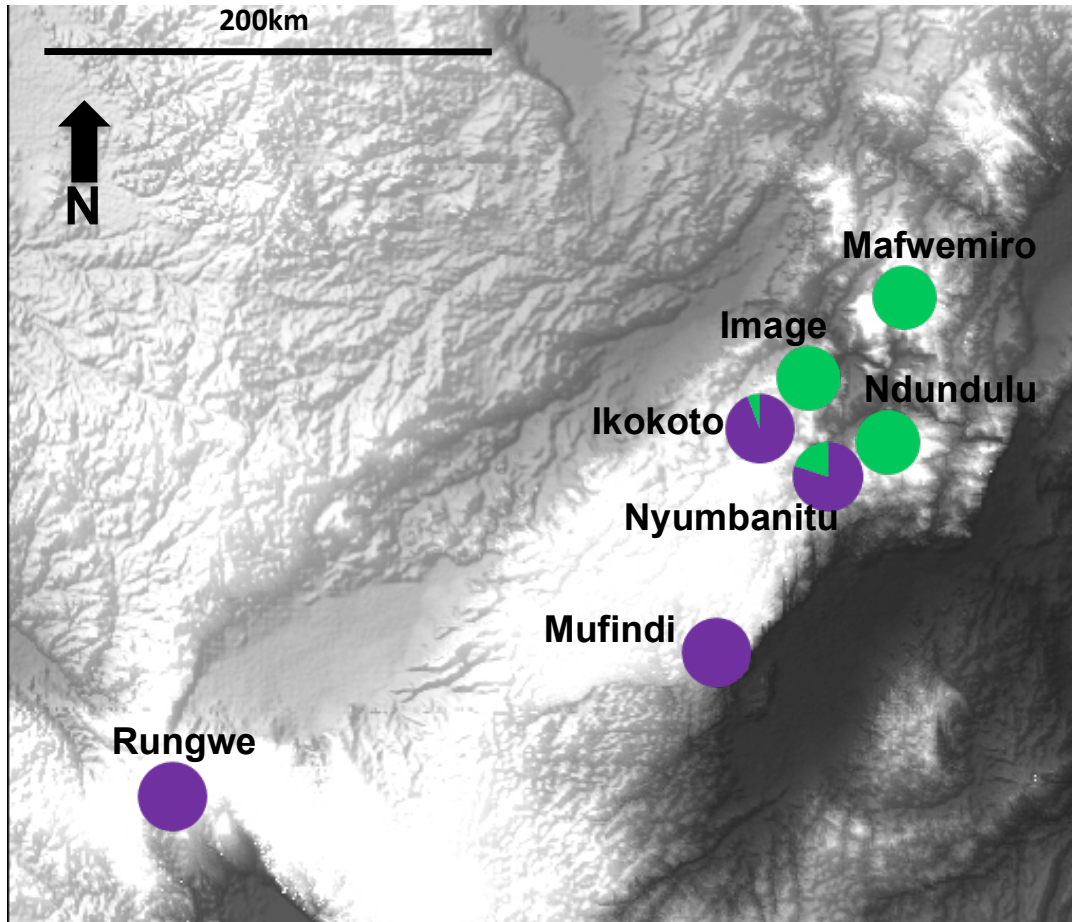 200km
N
Mafwemiro
Image
Ndundulu
Ikokoto
Nyumbanitu
Mufindi
Rungwe